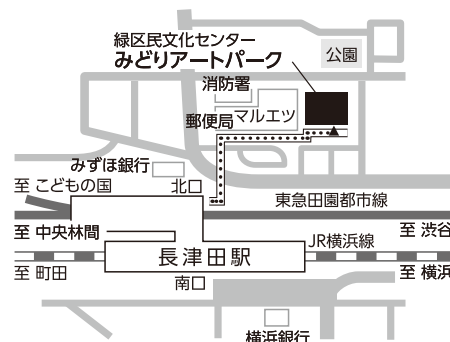 緑区民文化センター
みどりアートパーク
公園
消防署
郵便局
マルエツ
みずほ銀行
北口
至 こどもの国
東急田園都市線
至 中央林間
至 渋谷
JR横浜線
長津田駅
至 町田
至 横浜
南口
横浜銀行